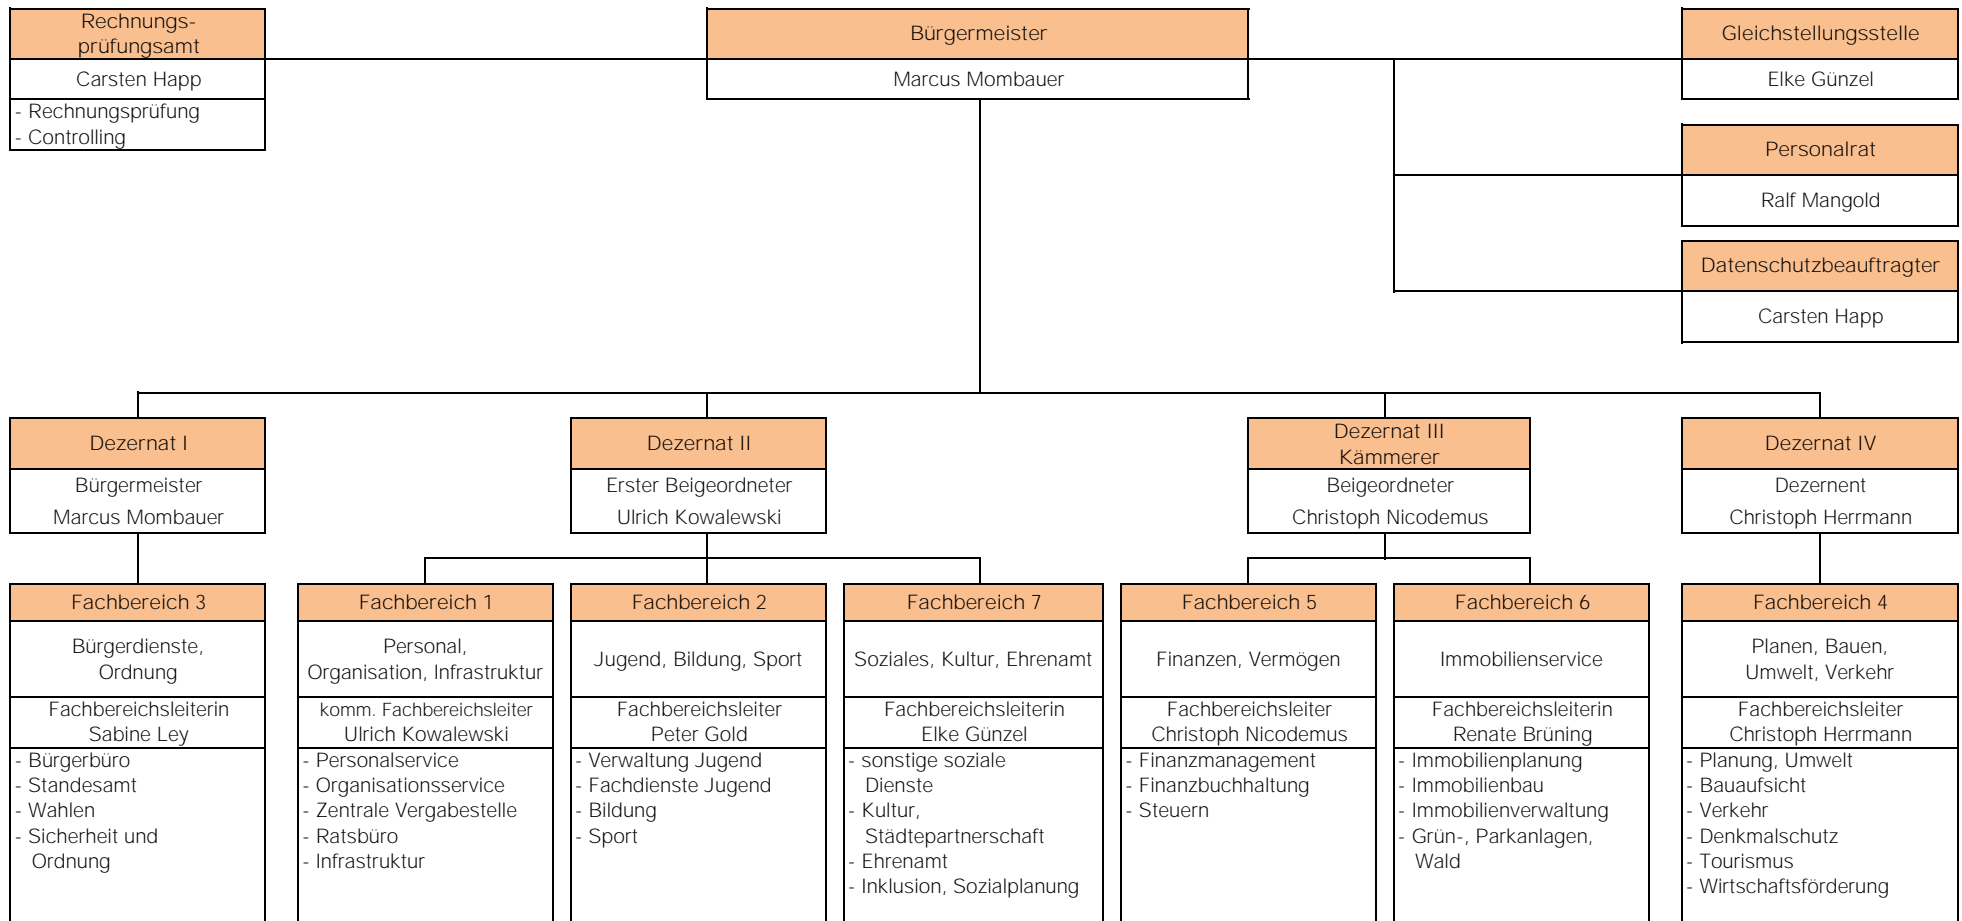 Rechnungs-
prüfungsamt
Carsten Happ
- Rechnungsprüfung
- Controlling
Bürgermeister
Marcus Mombauer
Gleichstellungsstelle
Elke Günzel
Personalrat
Ralf Mangold
Datenschutzbeauftragter
Carsten Happ
Dezernat I
Bürgermeister
Marcus Mombauer
Dezernat II
Erster Beigeordneter
Ulrich Kowalewski
Dezernat III
Kämmerer
Beigeordneter
Christoph Nicodemus
Dezernat IV
Dezernent
Christoph Herrmann
Fachbereich 3
Bürgerdienste,
Ordnung
Fachbereichsleiterin
Sabine Ley
- Bürgerbüro
- Standesamt
- Wahlen
- Sicherheit und
Ordnung
Fachbereich 1
Personal,
Organisation, Infrastruktur
komm. Fachbereichsleiter
Ulrich Kowalewski
- Personalservice
- Organisationsservice
- Zentrale Vergabestelle
- Ratsbüro
- Infrastruktur
Fachbereich 2
Jugend, Bildung, Sport
Fachbereichsleiter
Peter Gold
- Verwaltung Jugend
- Fachdienste Jugend
- Bildung
- Sport
Fachbereich 7
Soziales, Kultur, Ehrenamt
Fachbereichsleiterin
Elke Günzel
- sonstige soziale
Dienste
- Kultur,
Städtepartnerschaft
- Ehrenamt
- Inklusion, Sozialplanung
Fachbereich 5
Finanzen, Vermögen
Fachbereichsleiter
Christoph Nicodemus
- Finanzmanagement
- Finanzbuchhaltung
- Steuern
Fachbereich 6
Immobilienservice
Fachbereichsleiterin
Renate Brüning
- Immobilienplanung
- Immobilienbau
- Immobilienverwaltung
- Grün-, Parkanlagen,
Wald
Fachbereich 4
Planen, Bauen,
Umwelt, Verkehr
Fachbereichsleiter
Christoph Herrmann
- Planung, Umwelt
- Bauaufsicht
- Verkehr
- Denkmalschutz
- Tourismus
- Wirtschaftsförderung